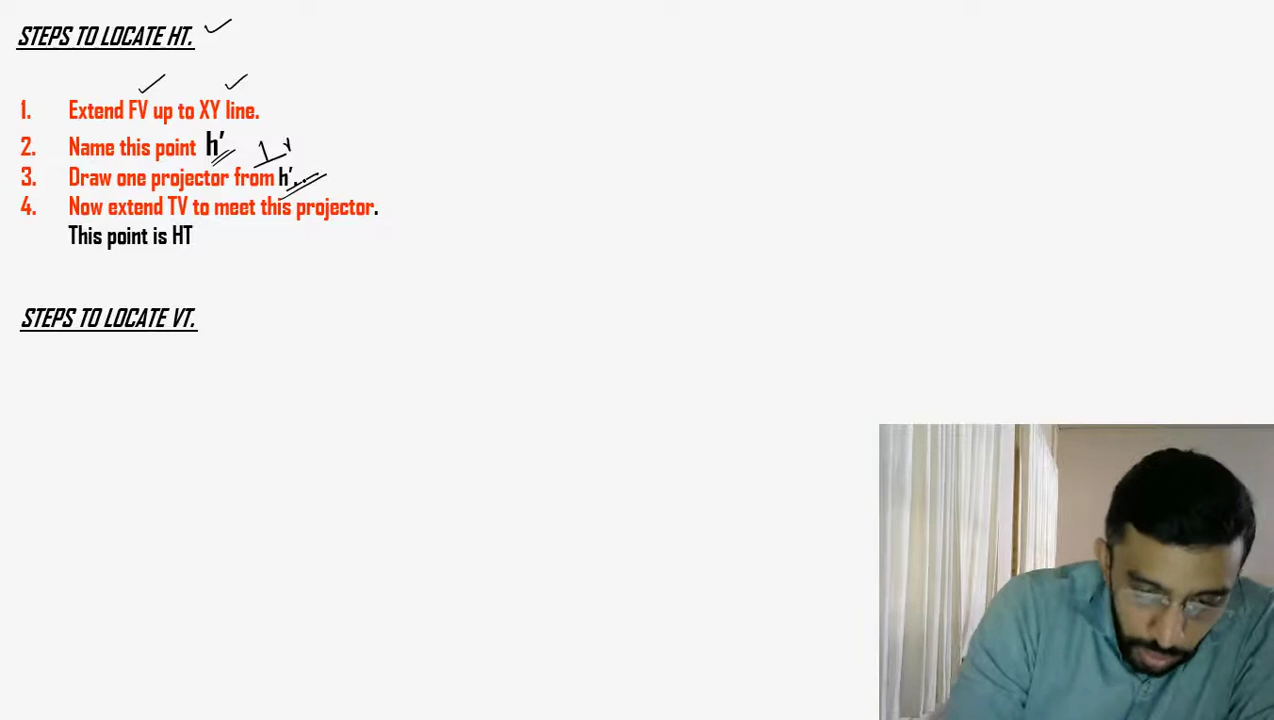 STEPS TO LOCATE HT.
1. Extend FV up to XY line.
2. Name this point h’
3. Draw one projector from h’.
4. Now extend TV to meet this projector.
This point is HT
STEPS TO LOCATE VT.